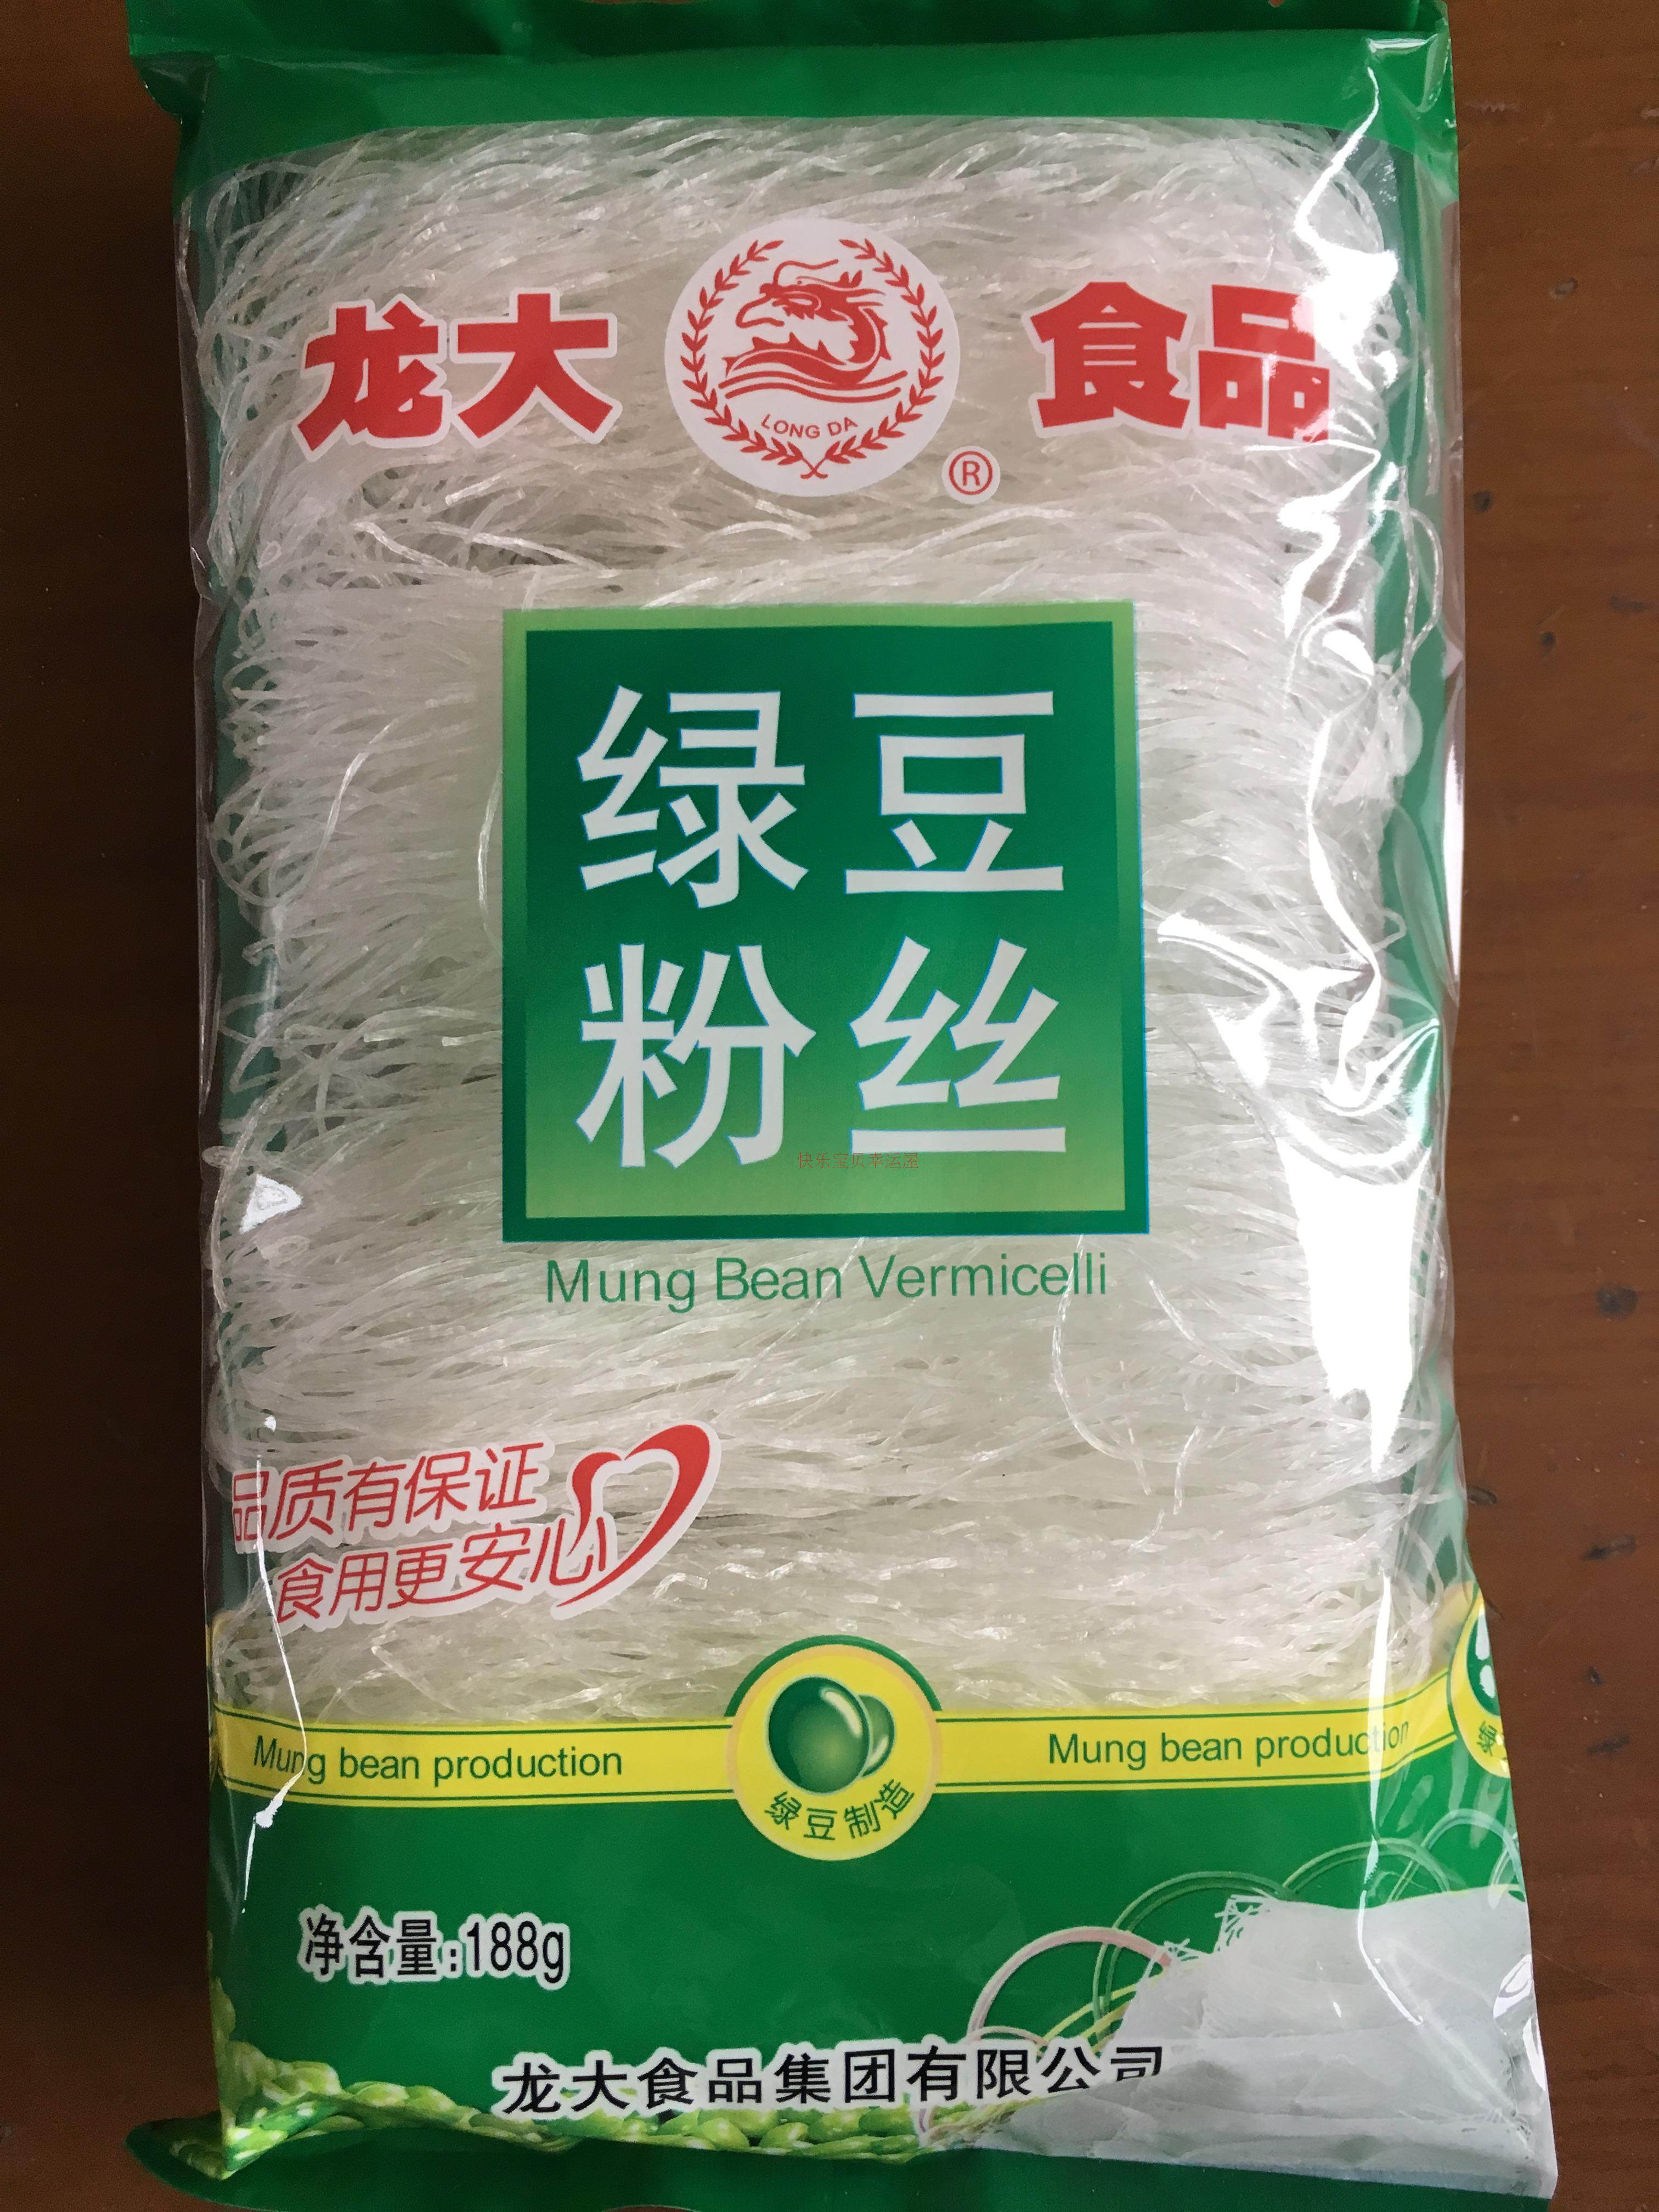 龙大
LONG DA
®
食品
绿豆
粉丝
快乐宝贝幸运屋
Mung Bean Vermicelli
品质有保证
食用更安心
Mung bean production
绿豆制造
Mung bean production
净含量:188g
龙大食品集团有限公司